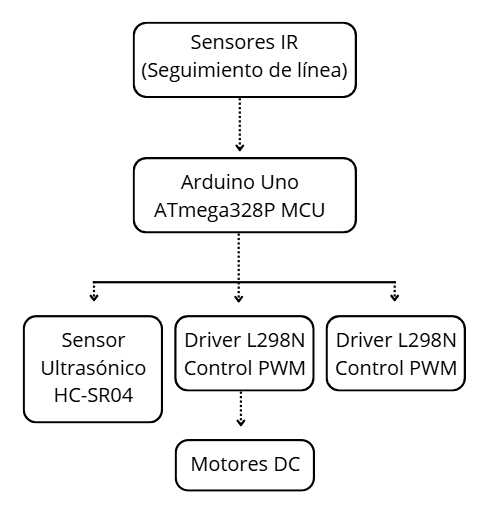 Sensores IR
(Seguimiento de línea)
Arduino Uno
ATmega328P MCU
Sensor
Ultrasónico
HC-SR04
Driver L298N
Control PWM
Driver L298N
Control PWM
Motores DC